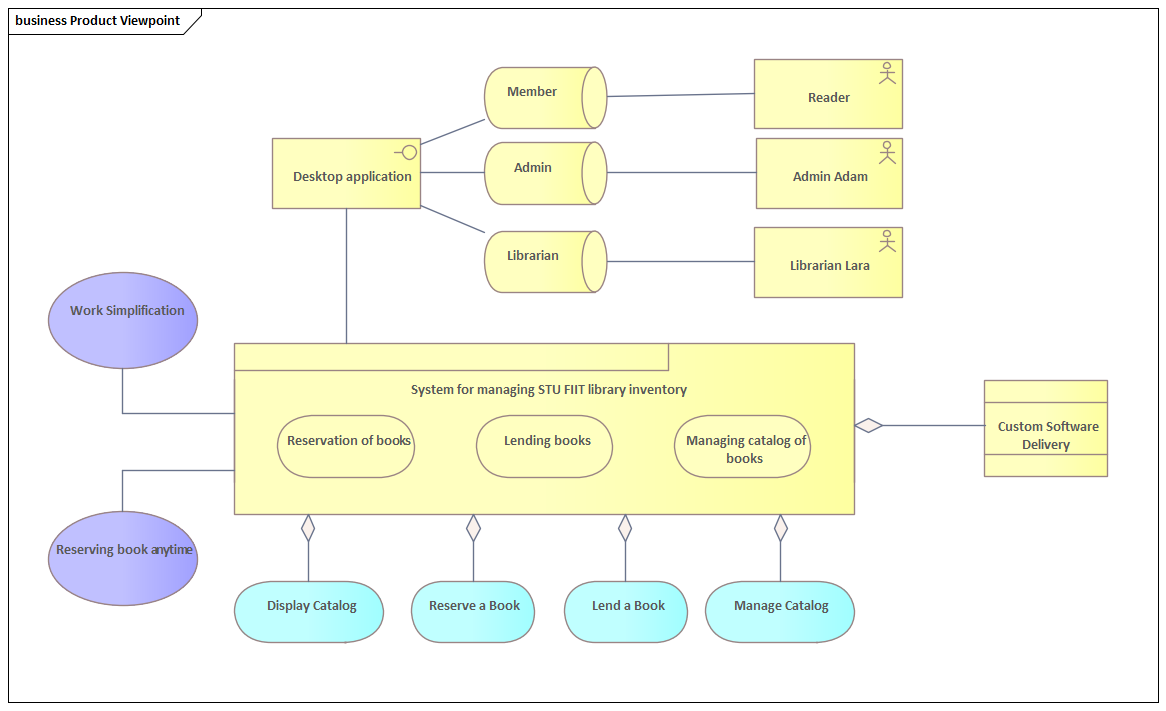 business Product Viewpoint
Member
Reader
Desktop application
Admin
Admin Adam
Librarian
Librarian Lara
Work Simplification
System for managing STU FIIT library inventory
Reservation of books
Lending books
Managing catalog of
books
Custom Software
Delivery
Reserving book anytime
Display Catalog
Reserve a Book
Lend a Book
Manage Catalog